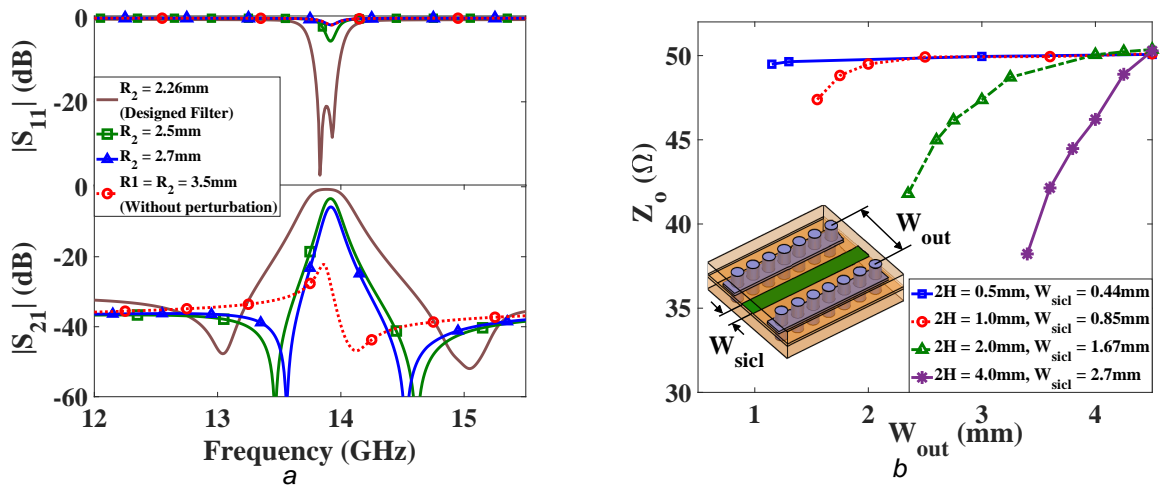 |S11| (dB)
0
-20
R2 = 2.26mm
(Designed Filter)
R2 = 2.5mm
R2 = 2.7mm
R1 = R2 = 3.5mm
(Without perturbation)
|S21| (dB)
0
-20
-40
-60
12 13 14 15
Frequency (GHz)
a
Zo (Ω)
50
45
40
35
30
Wout
Wsicl
2H = 0.5mm, Wsicl = 0.44mm
2H = 1.0mm, Wsicl = 0.85mm
2H = 2.0mm, Wsicl = 1.67mm
2H = 4.0mm, Wsicl = 2.7mm
1 2 3 4
Wout (mm)
b